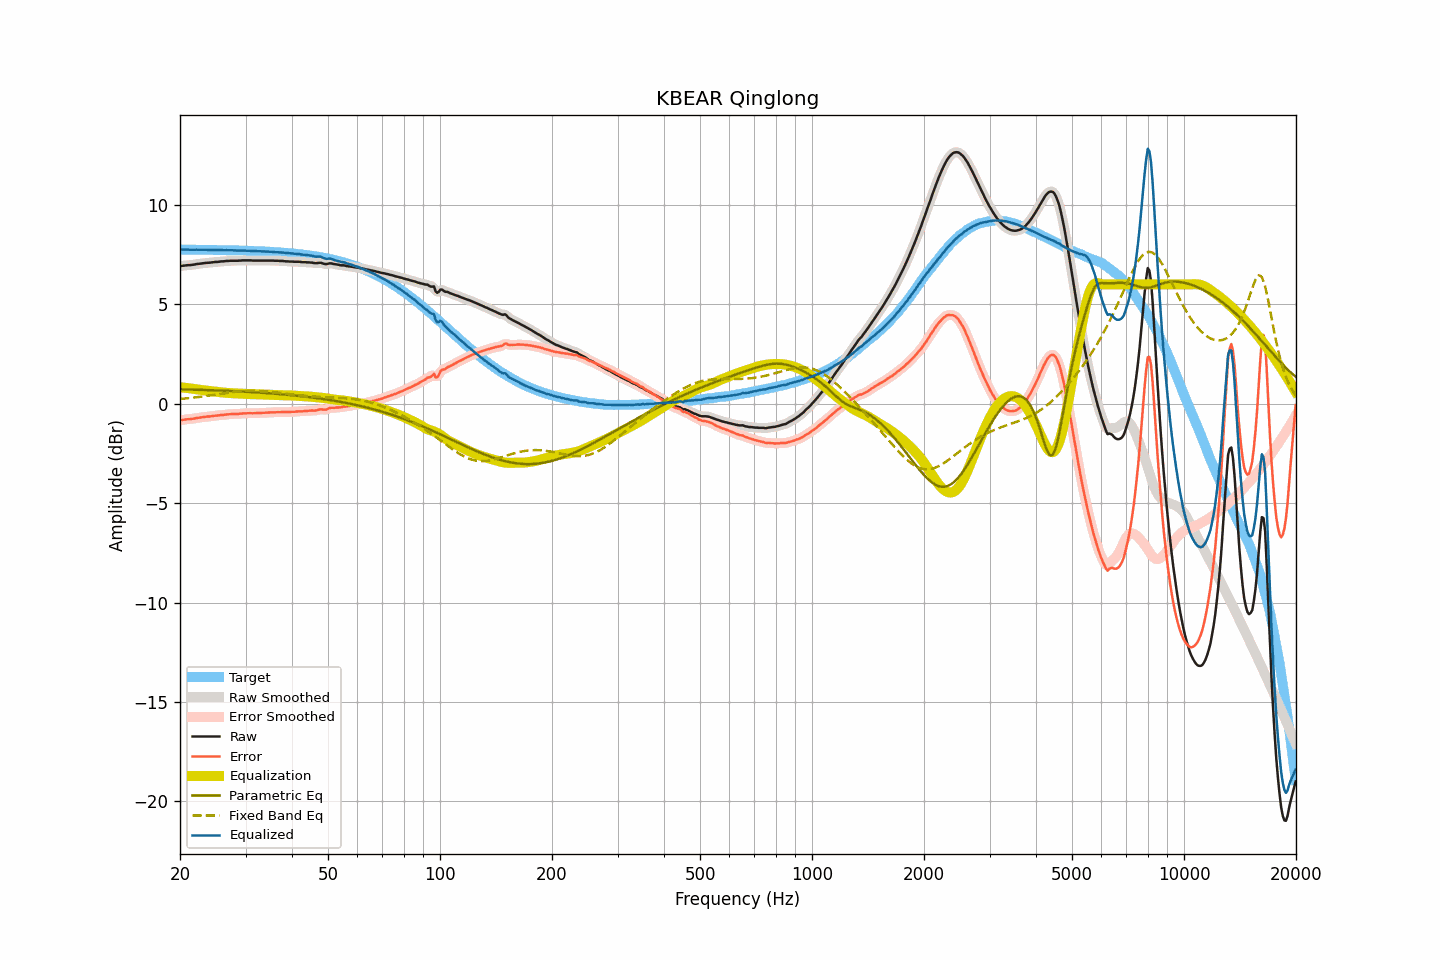 KBEAR Qinglong
Amplitude (dBr)
10
5
0
−5
−10
−15
−20
Target
Raw Smoothed
Error Smoothed
Raw
Error
Equalization
Parametric Eq
Fixed Band Eq
Equalized
20 50 100 200 500 1000 2000 5000 10000 20000
Frequency (Hz)